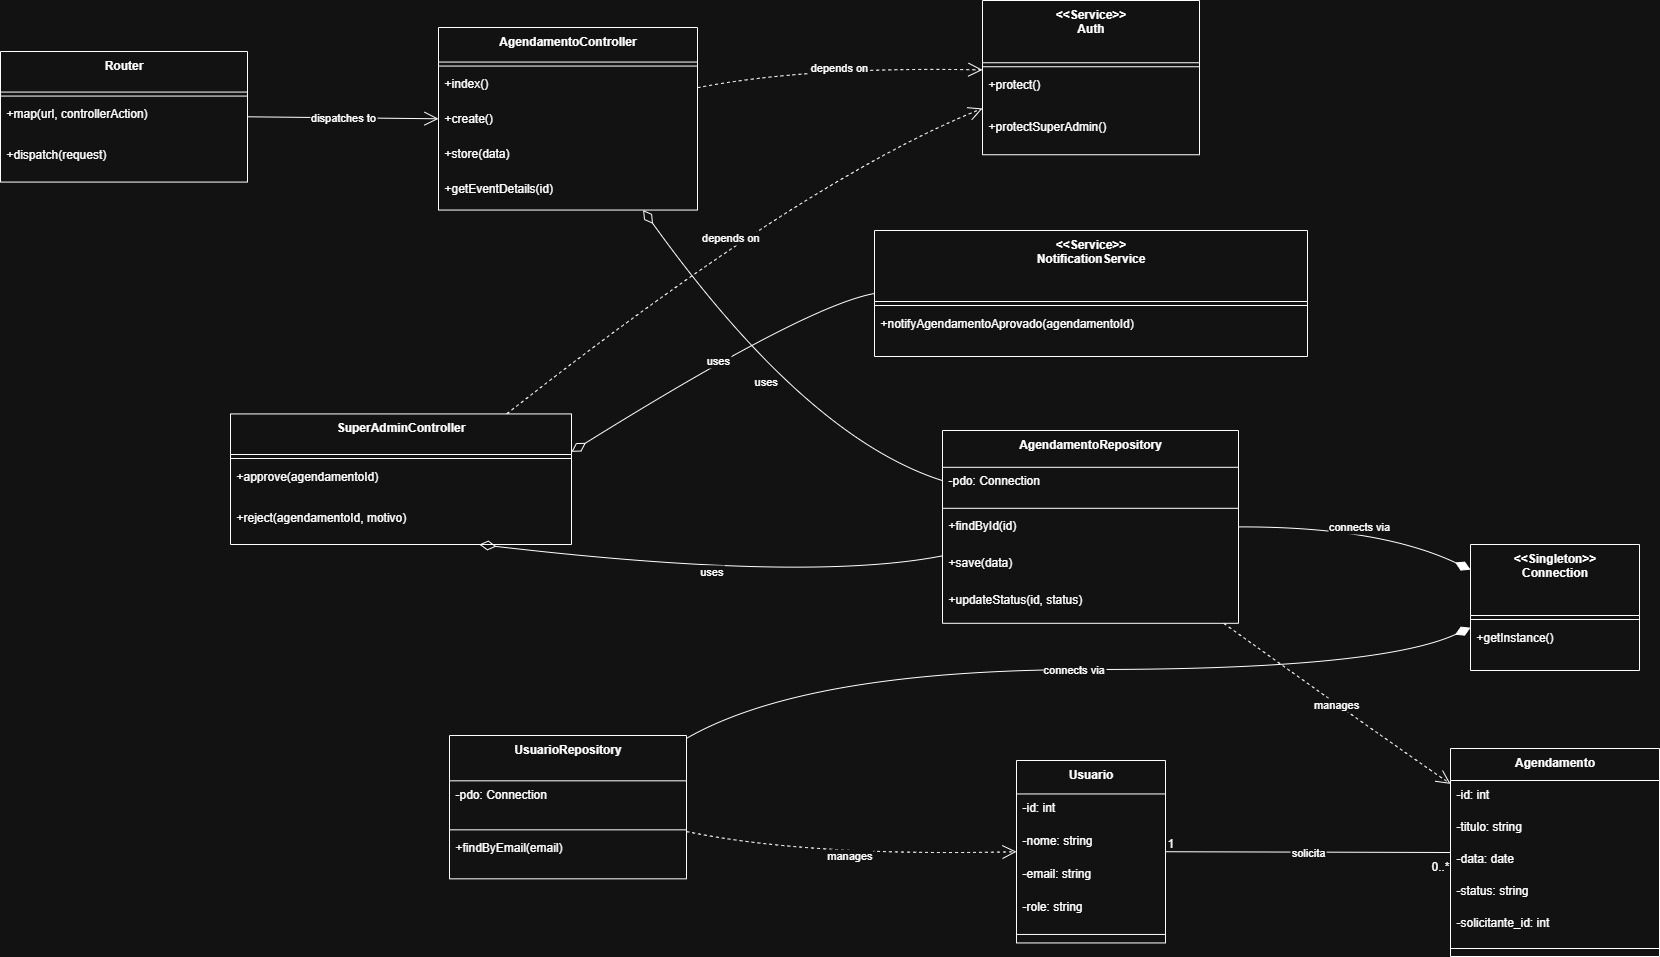 Router
+map(url, controllerAction)
+dispatch(request)
dispatches to
AgendamentoController
+index()
+create()
+store(data)
+getEventDetails(id)
depends on
<<Service>>
Auth
+protect()
+protectSuperAdmin()
depends on
<<Service>>
NotificationService
+notifyAgendamentoAprovado(agendamentoId)
uses
uses
SuperAdminController
+approve(agendamentoId)
+reject(agendamentoId, motivo)
uses
AgendamentoRepository
-pdo: Connection
+findById(id)
+save(data)
+updateStatus(id, status)
connects via
<<Singleton>>
Connection
+getInstance()
connects via
manages
UsuarioRepository
-pdo: Connection
+findByEmail(email)
manages
Usuario
-id: int
-nome: string
-email: string
-role: string
1
solicita
0..*
Agendamento
-id: int
-titulo: string
-data: date
-status: string
-solicitante_id: int